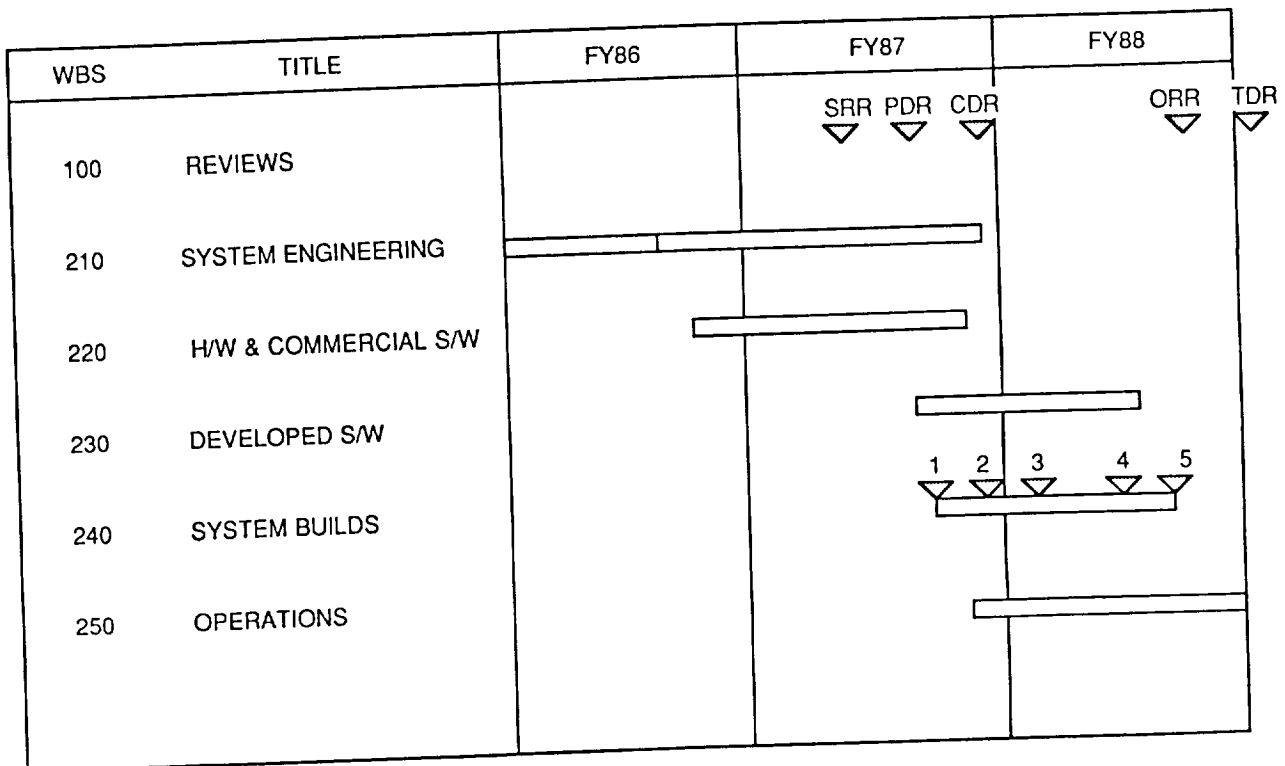 WBS TITLE FY86 FY87 FY88
SRR PDR CDR ORR TDR
100 REVIEWS
210 SYSTEM ENGINEERING
220 H/W & COMMERCIAL S/W
230 DEVELOPED S/W
1 2 3 4 5
240 SYSTEM BUILDS
250 OPERATIONS